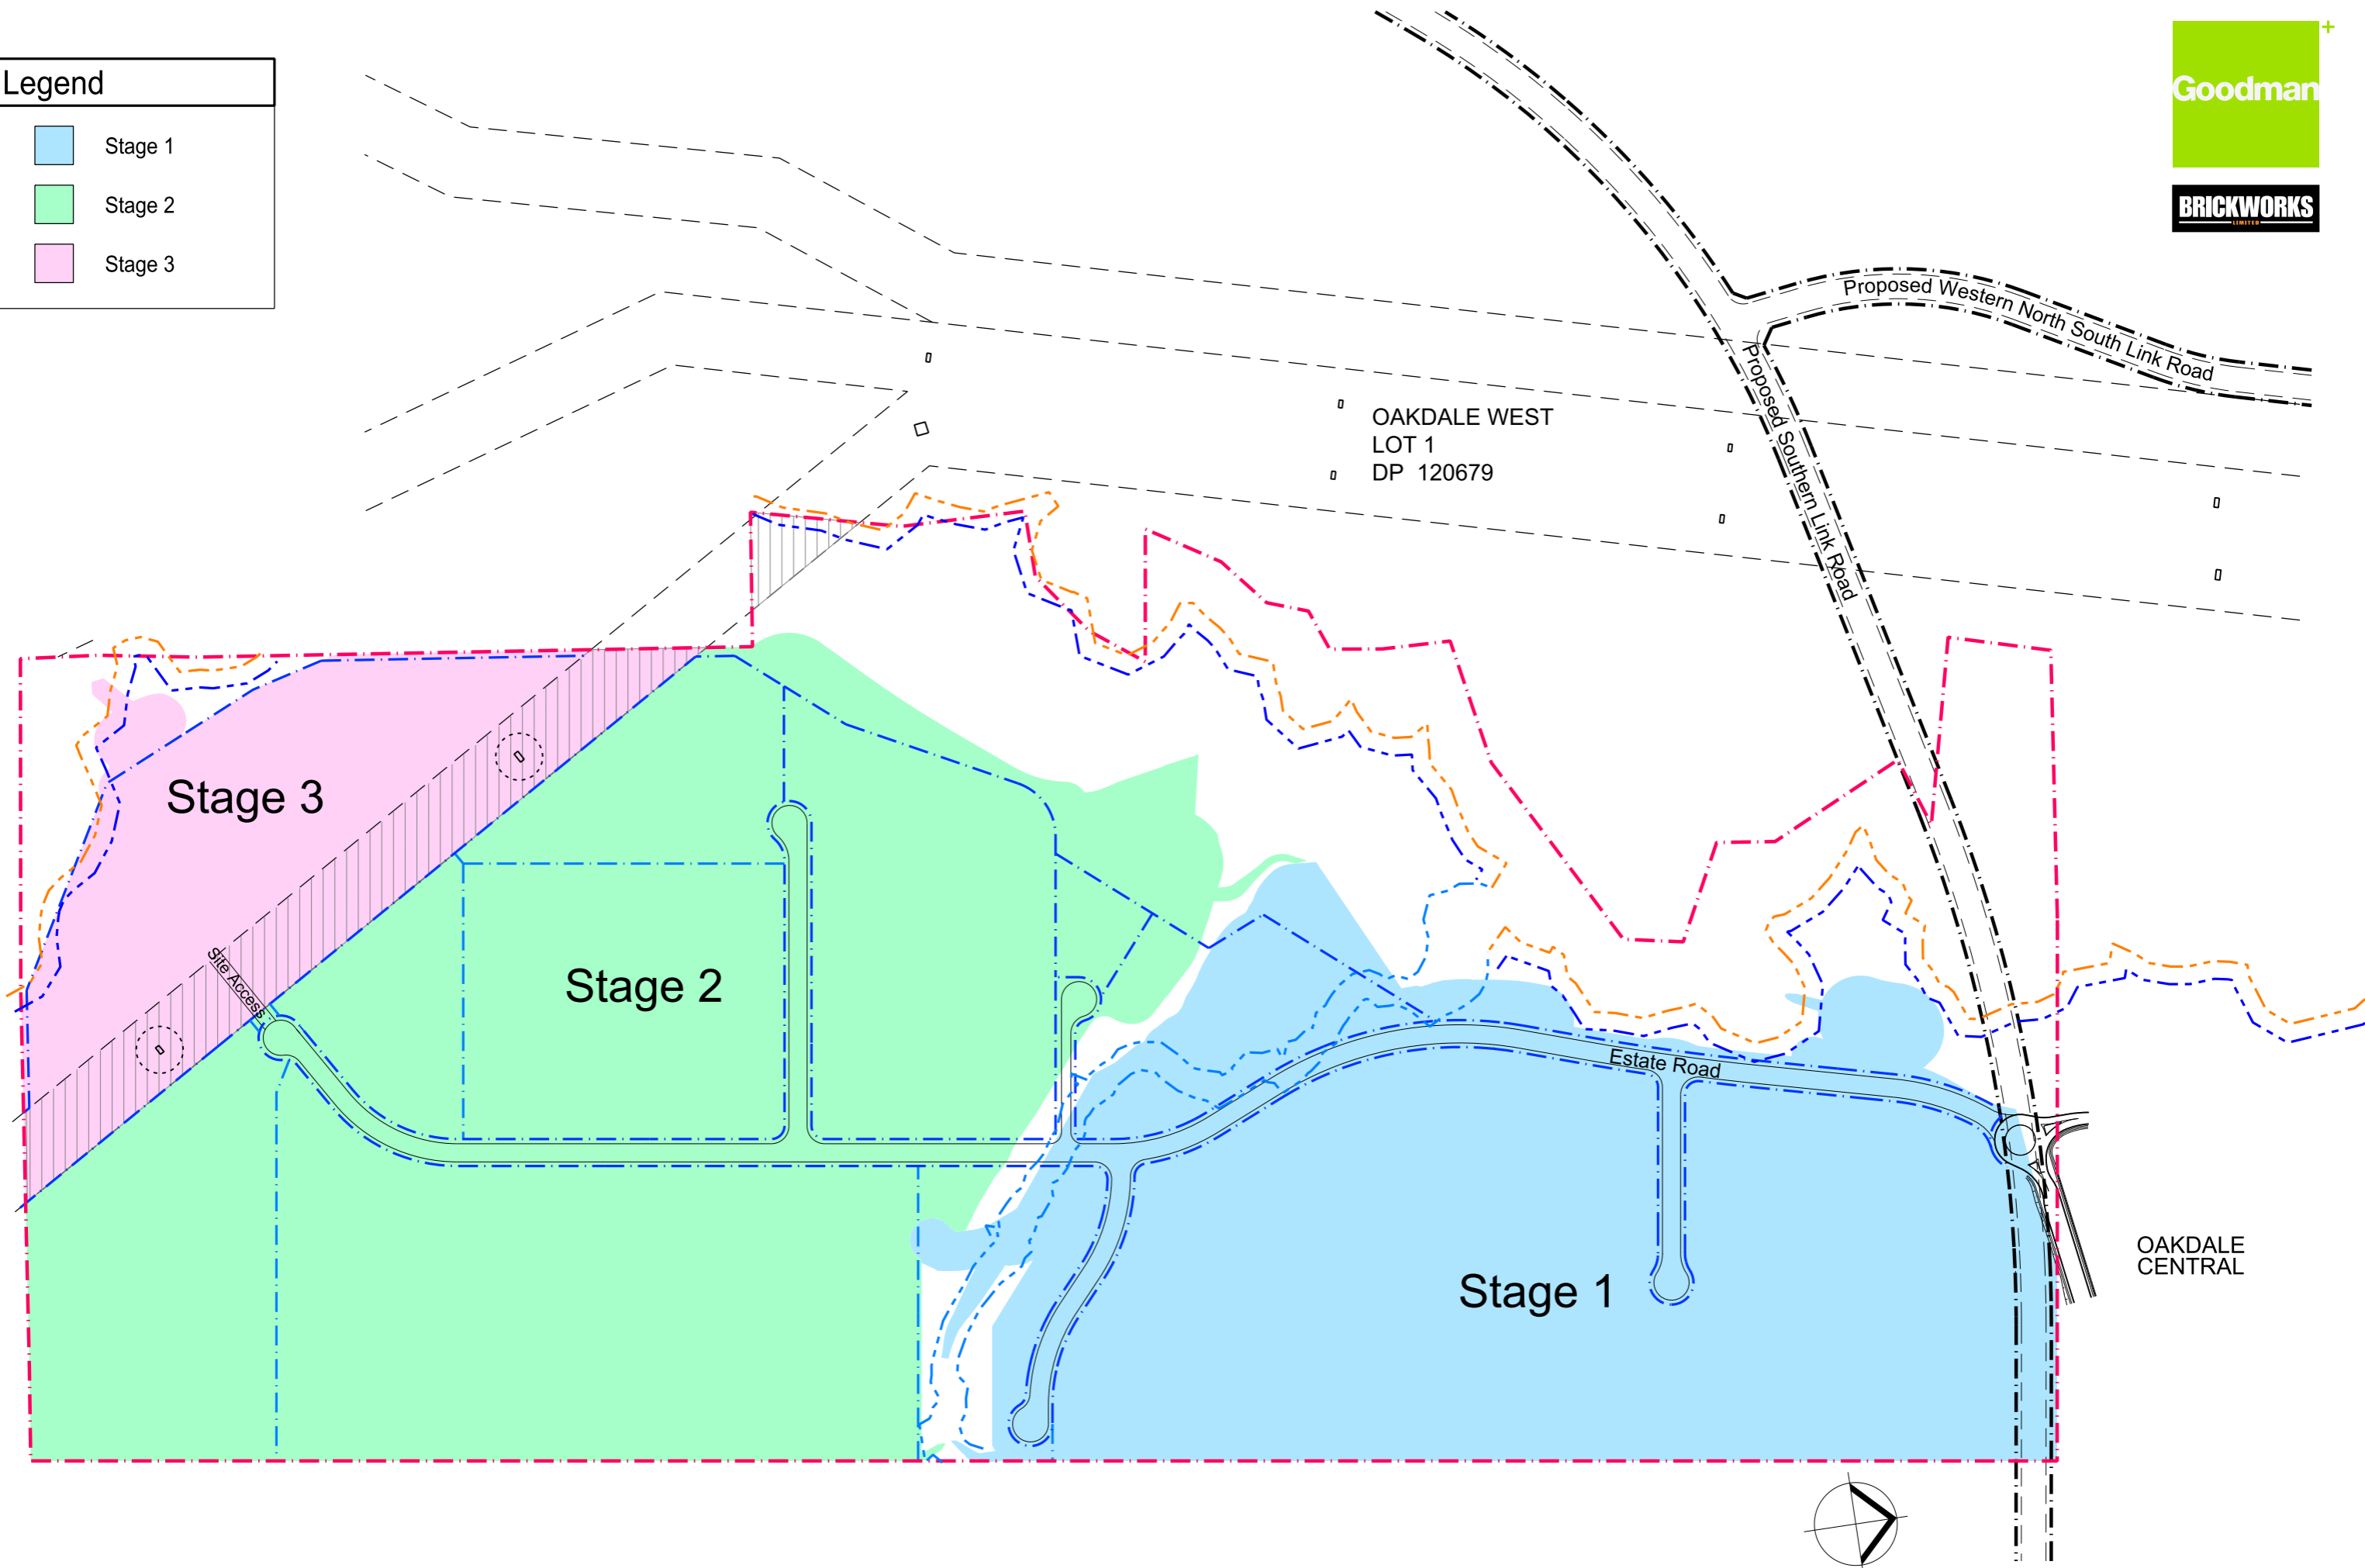 Legend
Stage 1
Stage 2
Stage 3
Goodman
BRICKWORKS
LIMITED
Proposed Western North South Link Road
Proposed Southern Link Road
OAKDALE WEST
LOT 1
DP 120679
Stage 3
Stage 2
Site Access
Estate Road
Stage 1
OAKDALE
CENTRAL